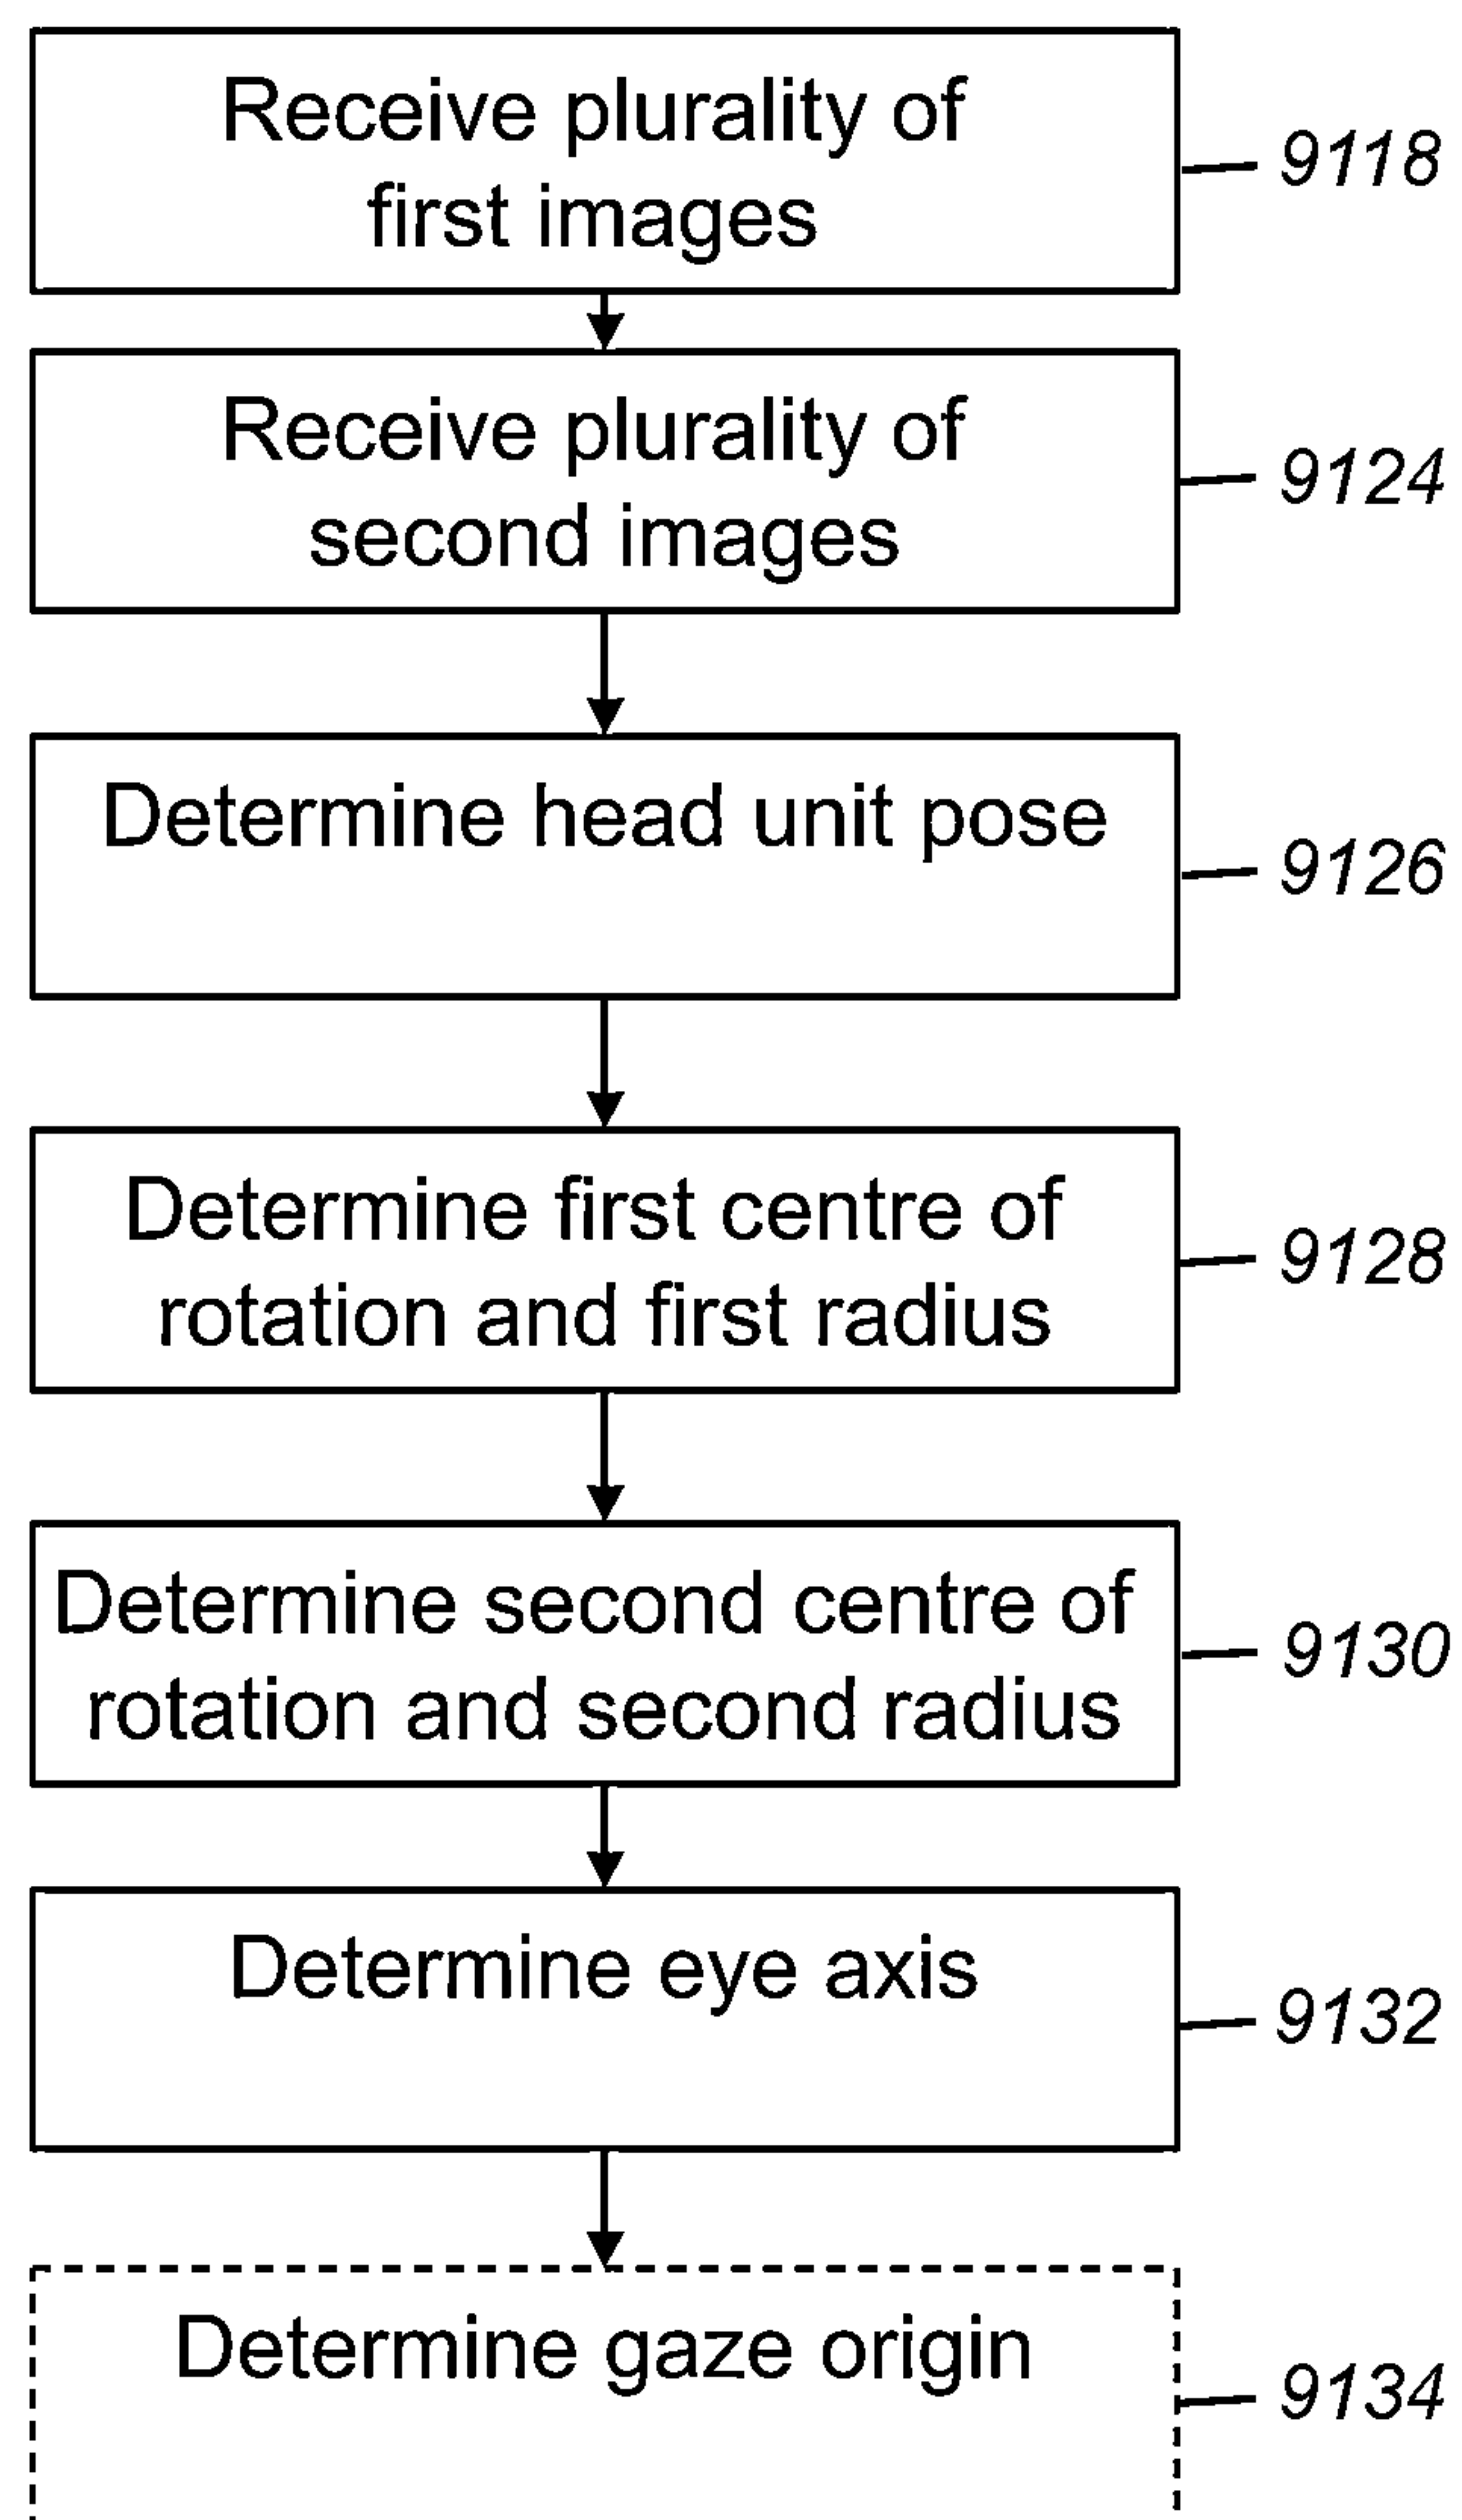 Receive plurality of
first images
9118
Receive plurality of
second images
9124
Determine head unit pose
9126
Determine first centre of
rotation and first radius
9128
Determine second centre of
rotation and second radius
9130
Determine eye axis
9132
Determine gaze origin
9134